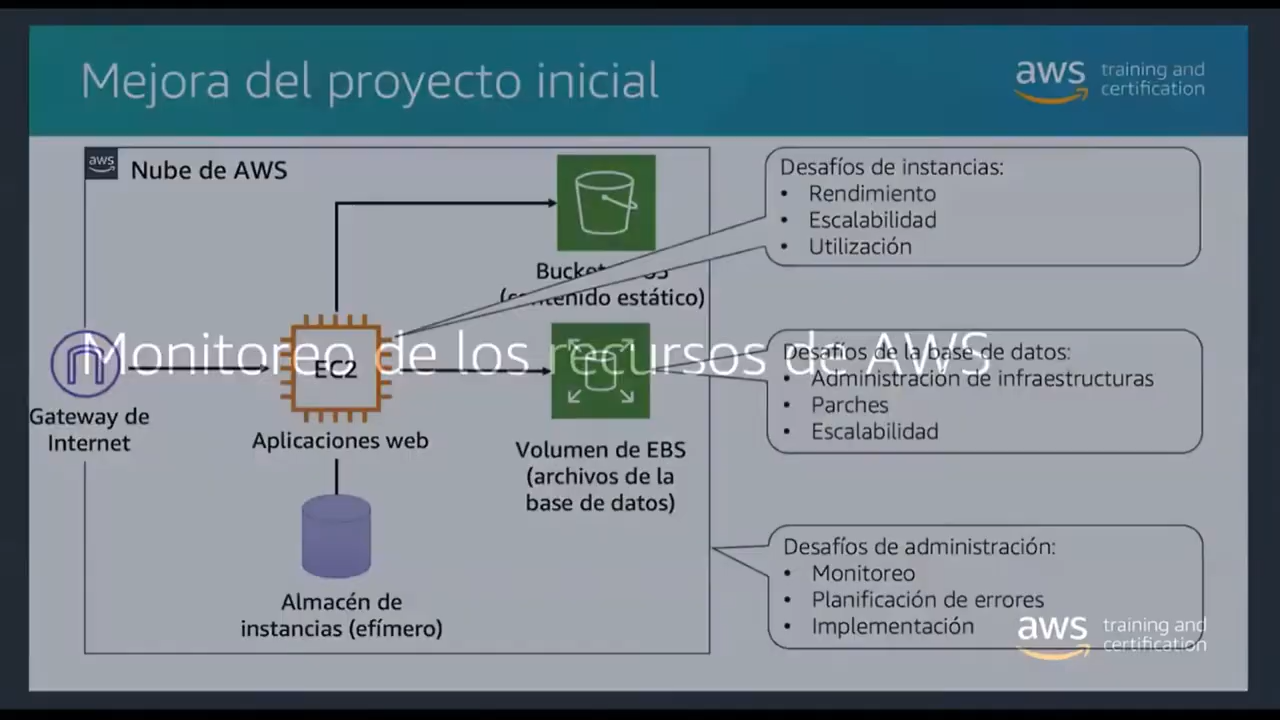 Mejora del proyecto inicial
aws training and
certification
aws
Nube de AWS
(contenido estático)
Monitoreo de los recursos de AWS
EC2
Gateway de
Internet
Aplicaciones web
Volumen de EBS
(archivos de la
base de datos)
Almacén de
instancias (efímero)
Desafíos de instancias:
• Rendimiento
• Escalabilidad
• Utilización
Desafíos de la base de datos:
• Administración de infraestructuras
• Parches
• Escalabilidad
Desafíos de administración:
• Monitoreo
• Planificación de errores
• Implementación
aws training and
certification